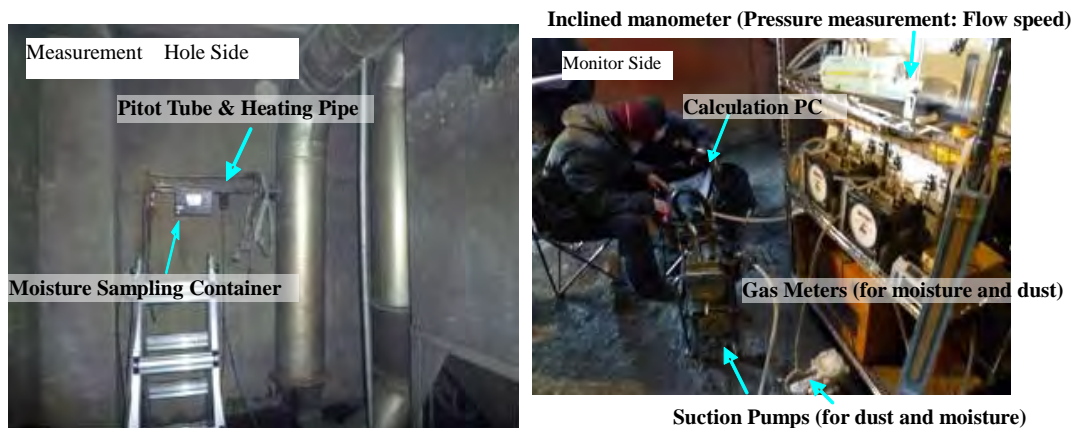 Inclined manometer (Pressure measurement: Flow speed)
Measurement Hole Side
Monitor Side
Pitot Tube & Heating Pipe
Calculation PC
Moisture Sampling Container
Gas Meters (for moisture and dust)
Suction Pumps (for dust and moisture)